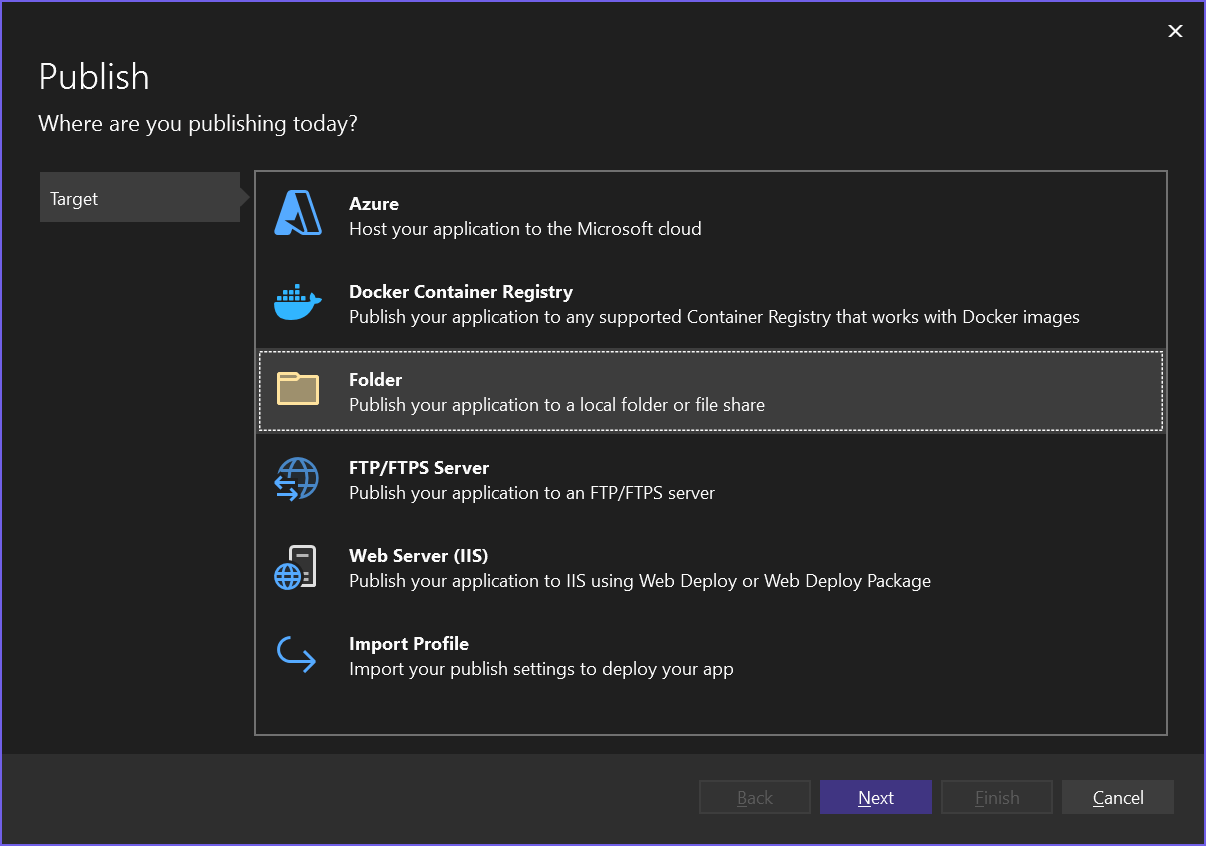 Publish
Where are you publishing today?
Target
Azure
Host your application to the Microsoft cloud
Docker Container Registry
Publish your application to any supported Container Registry that works with Docker images
Folder
Publish your application to a local folder or file share
FTP/FTPS Server
Publish your application to an FTP/FTPS server
Web Server (IIS)
Publish your application to IIS using Web Deploy or Web Deploy Package
Import Profile
Import your publish settings to deploy your app
Back
Next
Finish
Cancel